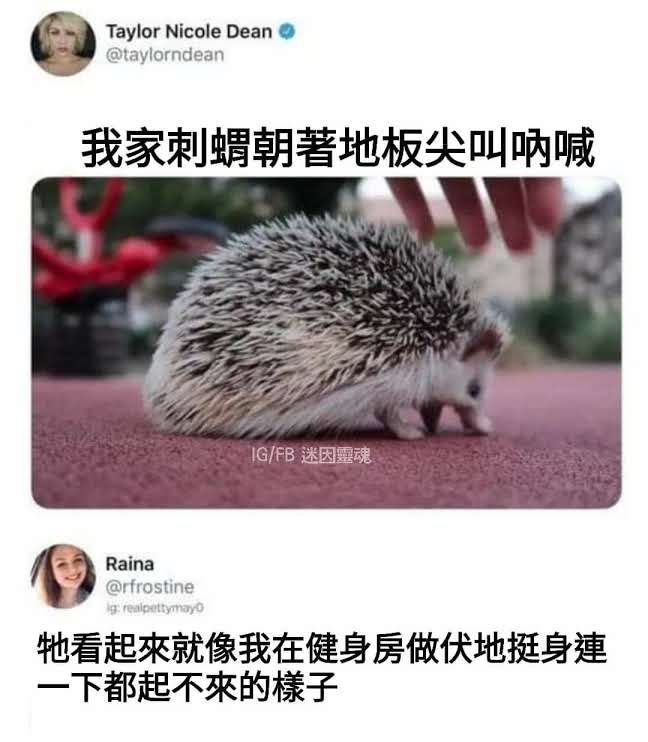 Taylor Nicole Dean
@taylorndean
我家刺蝟朝著地板尖叫吶喊
IG/FB 迷因靈魂
Raina
@rfrostine
ig: realpettymayo
牠看起來就像我在健身房做伏地挺身連
一下都起不來的樣子